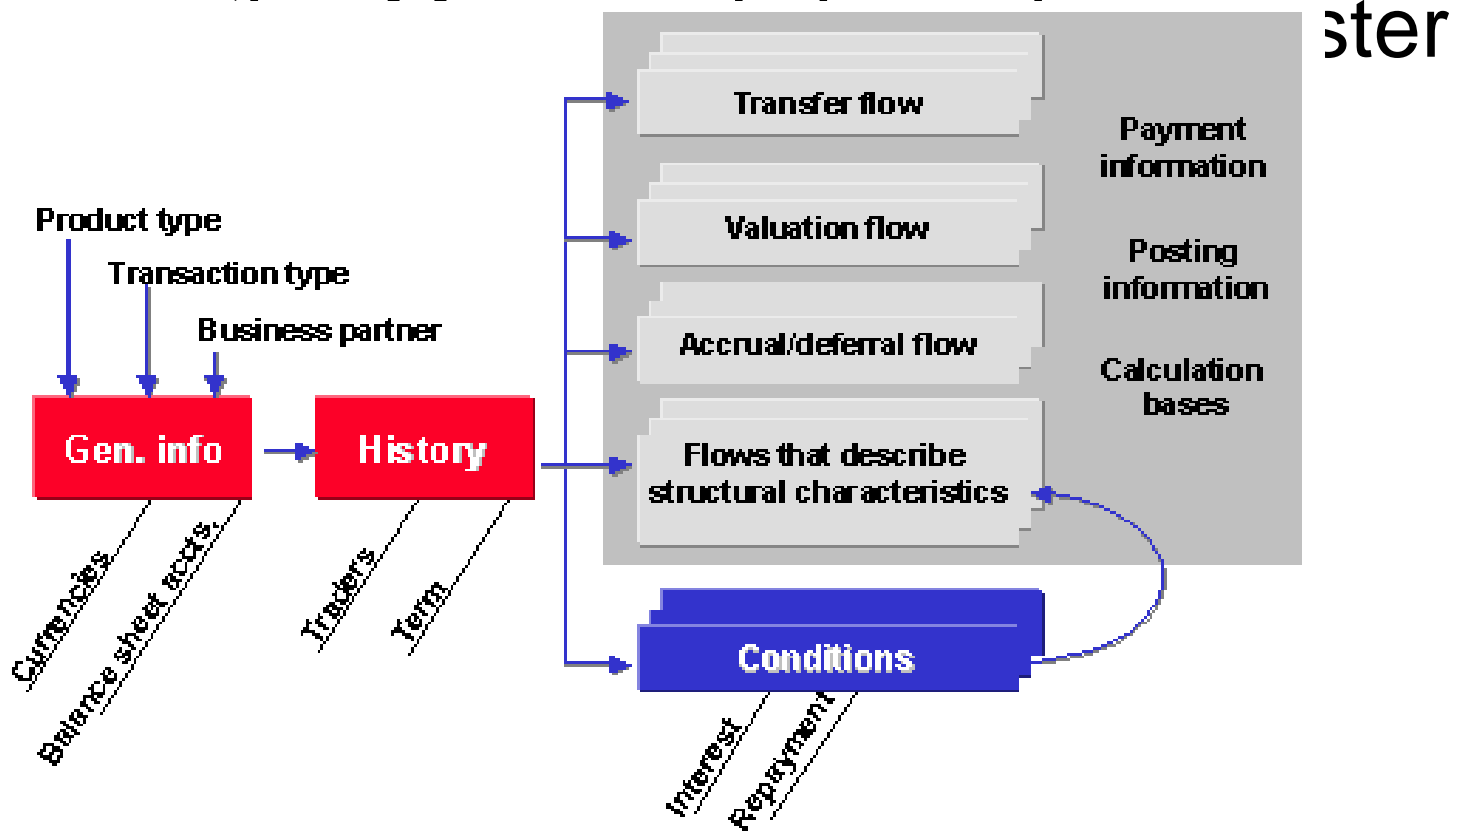 ster
Transfer flow
Payment
information
Valuation flow
Product type
Posting
information
Transaction type
Business partner
Accrual/deferral flow
Calculation
bases
Gen. info
History
Flows that describe
structural characteristics
Currencies
Balance sheet accts.
Traders
Term
Conditions
Interest
Repayment